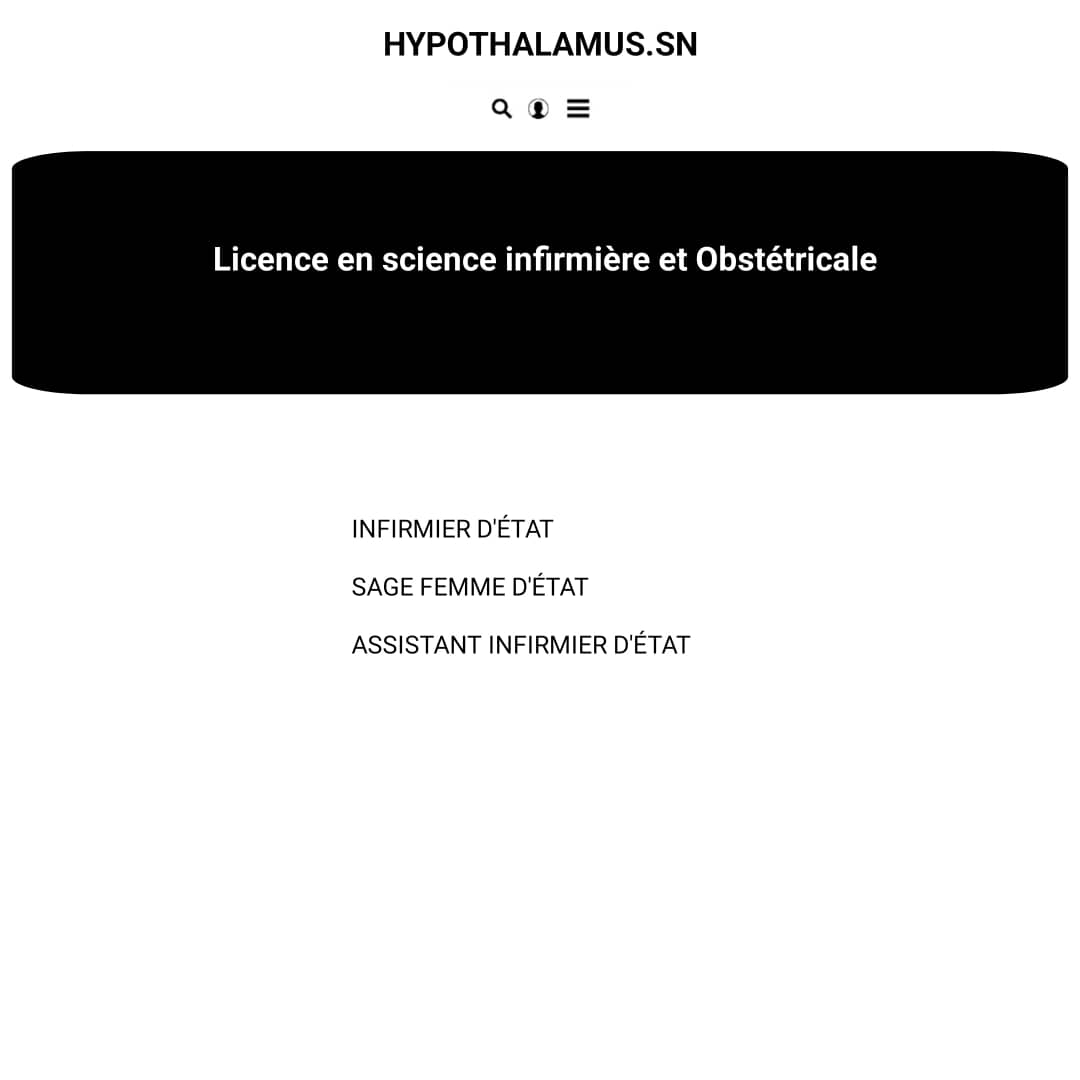 HYPOTHALAMUS.SN
Licence en science infirmière et Obstétricale
INFIRMIER D'ÉTAT
SAGE FEMME D'ÉTAT
ASSISTANT INFIRMIER D'ÉTAT